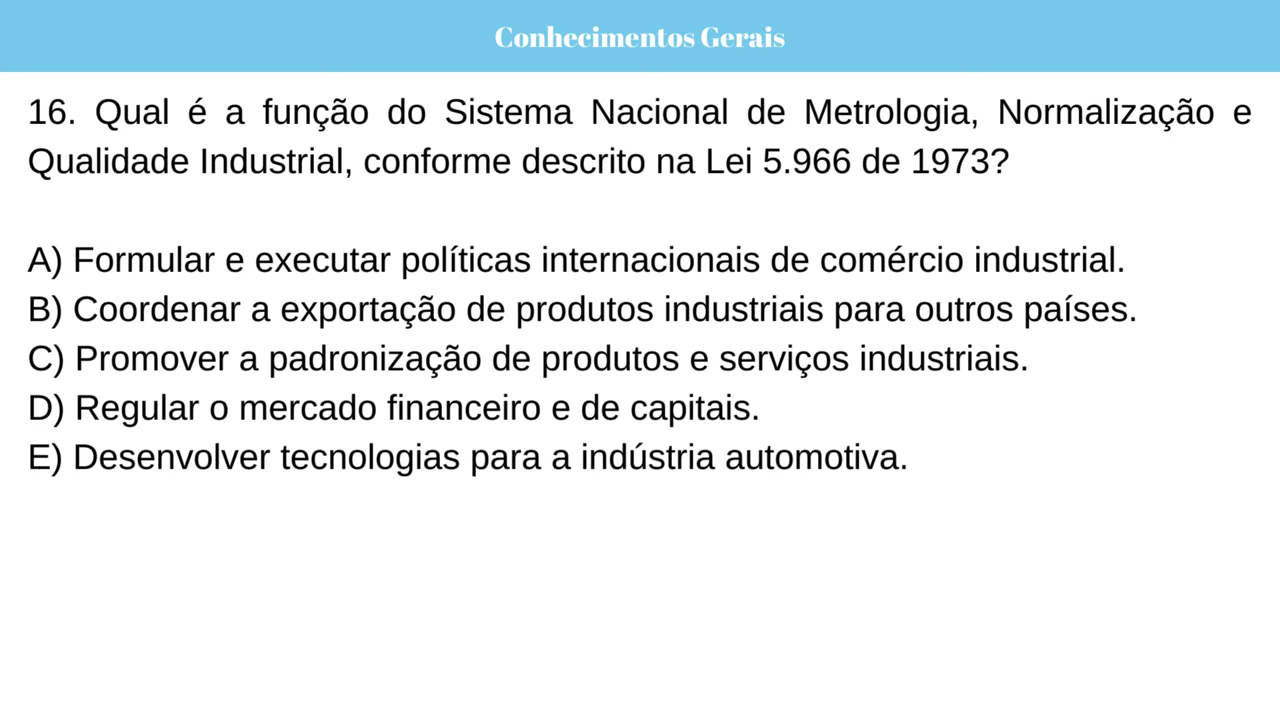 Conhecimentos Gerais
16. Qual é a função do Sistema Nacional de Metrologia, Normalização e
Qualidade Industrial, conforme descrito na Lei 5.966 de 1973?
A) Formular e executar políticas internacionais de comércio industrial.
B) Coordenar a exportação de produtos industriais para outros países.
C) Promover a padronização de produtos e serviços industriais.
D) Regular o mercado financeiro e de capitais.
E) Desenvolver tecnologias para a indústria automotiva.